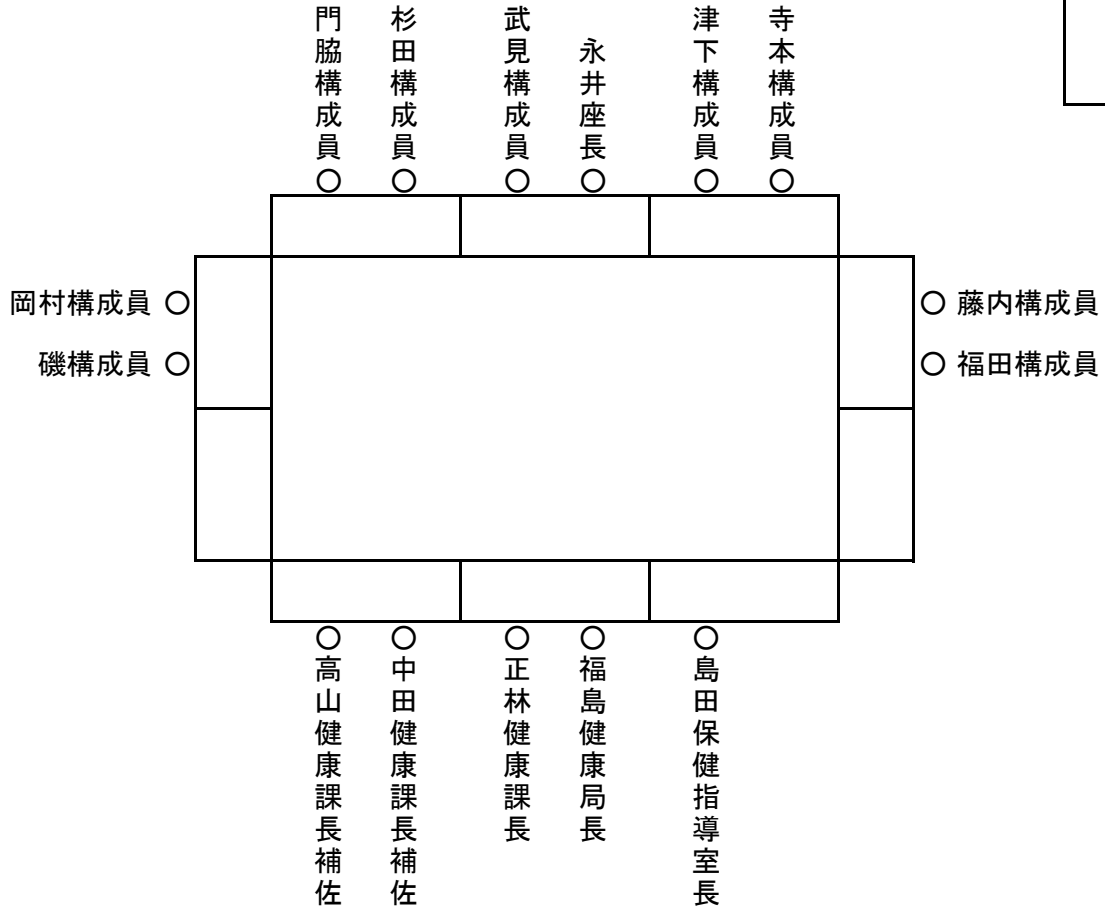 門脇構成員
杉田構成員
武見構成員
永井座長
津下構成員
寺本構成員
岡村構成員
磯構成員
藤内構成員
福田構成員
高山健康課長補佐
中田健康課長補佐
正林健康課長
福島健康局長
島田保健指導室長